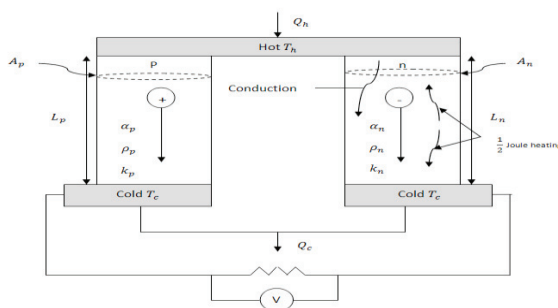 Q_h
Hot T_h
A_p
P
n
A_n
Conduction
+
-
L_p
α_p
α_n
L_n
ρ_p
ρ_n
1/2 Joule heating
k_p
k_n
Cold T_c
Cold T_c
Q_c
V